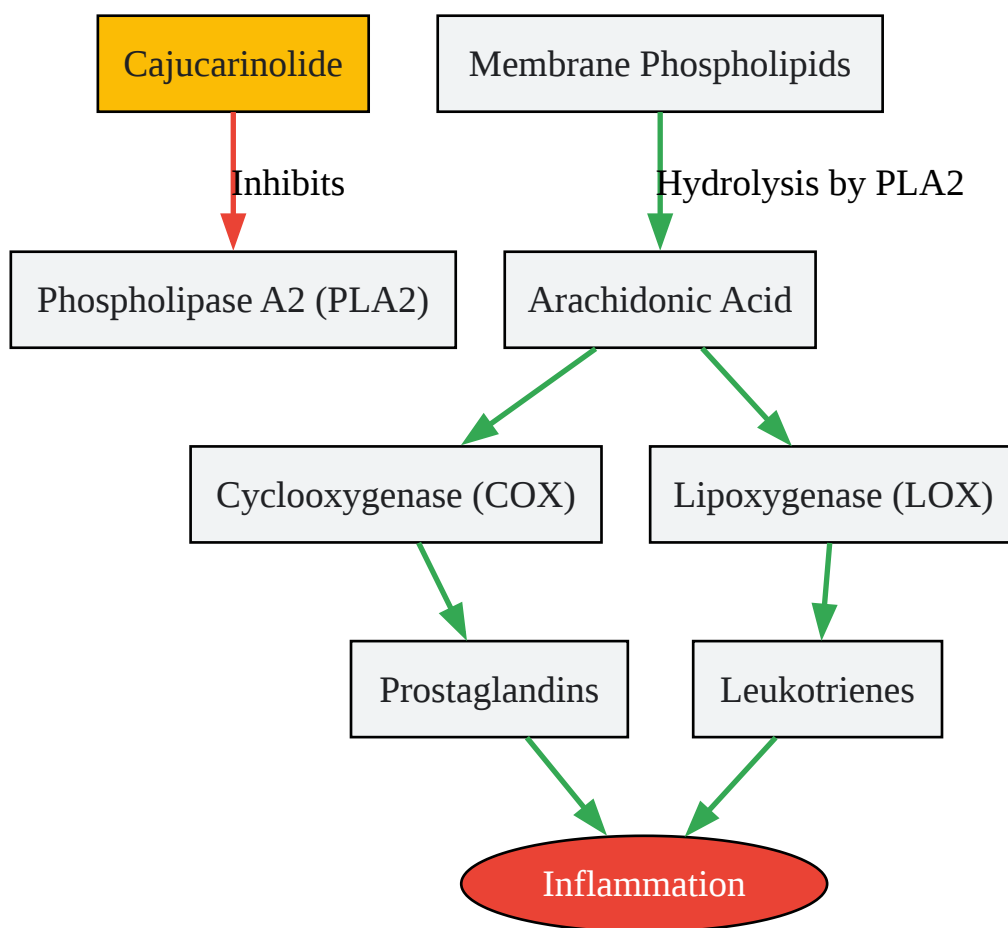 Cajucarinolide
Membrane Phospholipids
Inhibits
Hydrolysis by PLA2
Phospholipase A2 (PLA2)
Arachidonic Acid
Cyclooxygenase (COX)
Lipoxygenase (LOX)
Prostaglandins
Leukotrienes
Inflammation